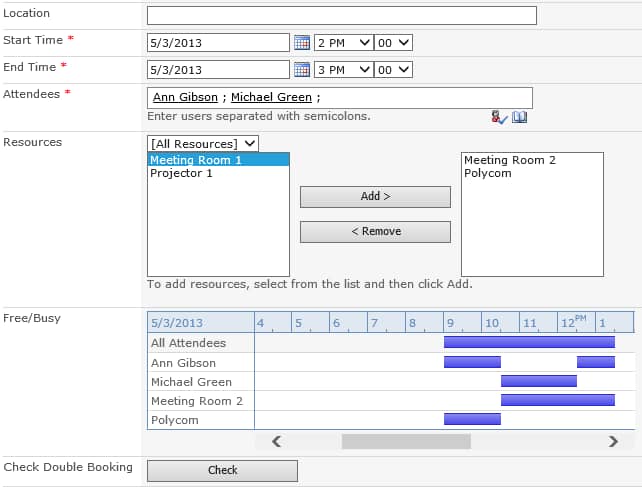 Location
Start Time * 5/3/2013 2 PM 00
End Time * 5/3/2013 3 PM 00
Attendees * Ann Gibson ; Michael Green ;
Enter users separated with semicolons.
Resources [All Resources]
Meeting Room 1 Meeting Room 2
Projector 1 Polycom
Add >
< Remove
To add resources, select from the list and then click Add.
Free/Busy 5/3/2013 4 5 6 7 8 9 10 11 12PM 1
All Attendees
Ann Gibson
Michael Green
Meeting Room 2
Polycom
Check Double Booking Check